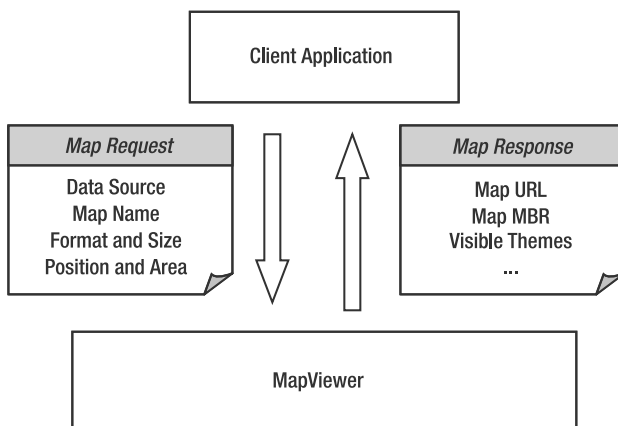 Client Application
Map Request
Data Source
Map Name
Format and Size
Position and Area
Map Response
Map URL
Map MBR
Visible Themes
...
MapViewer